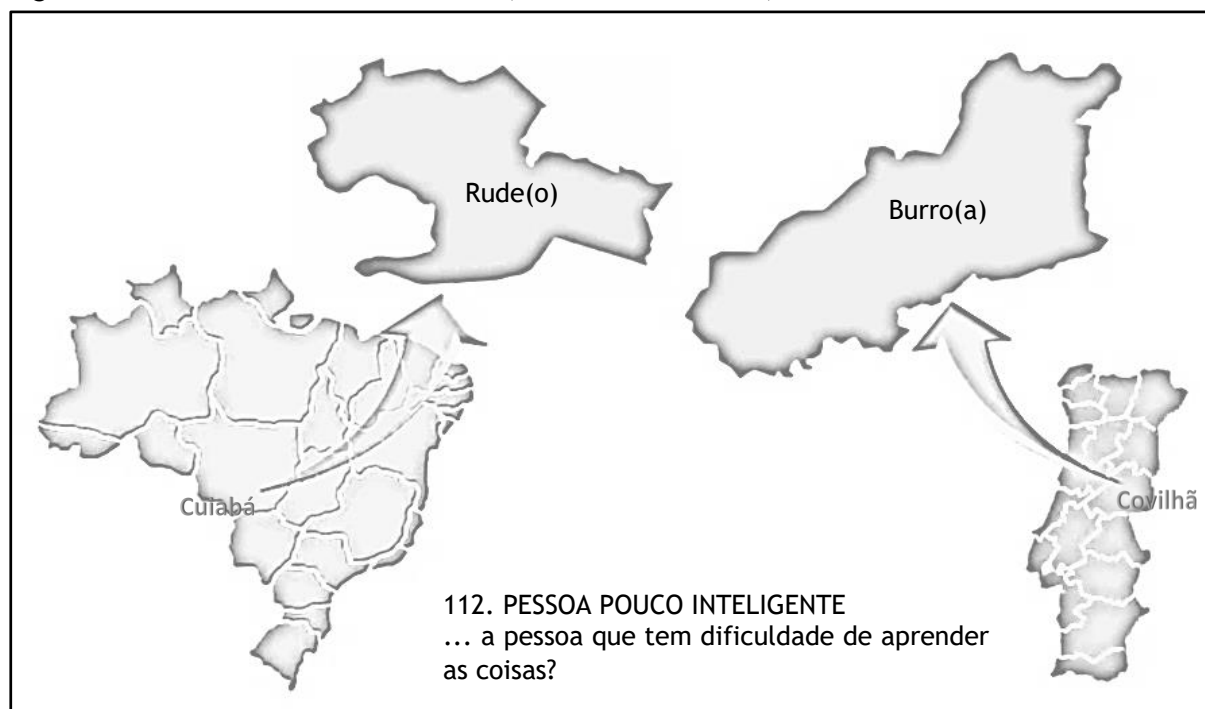 Rude(o)
Burro(a)
Cuiabá
Covilhã
112. PESSOA POUCO INTELIGENTE
... a pessoa que tem dificuldade de aprender
as coisas?